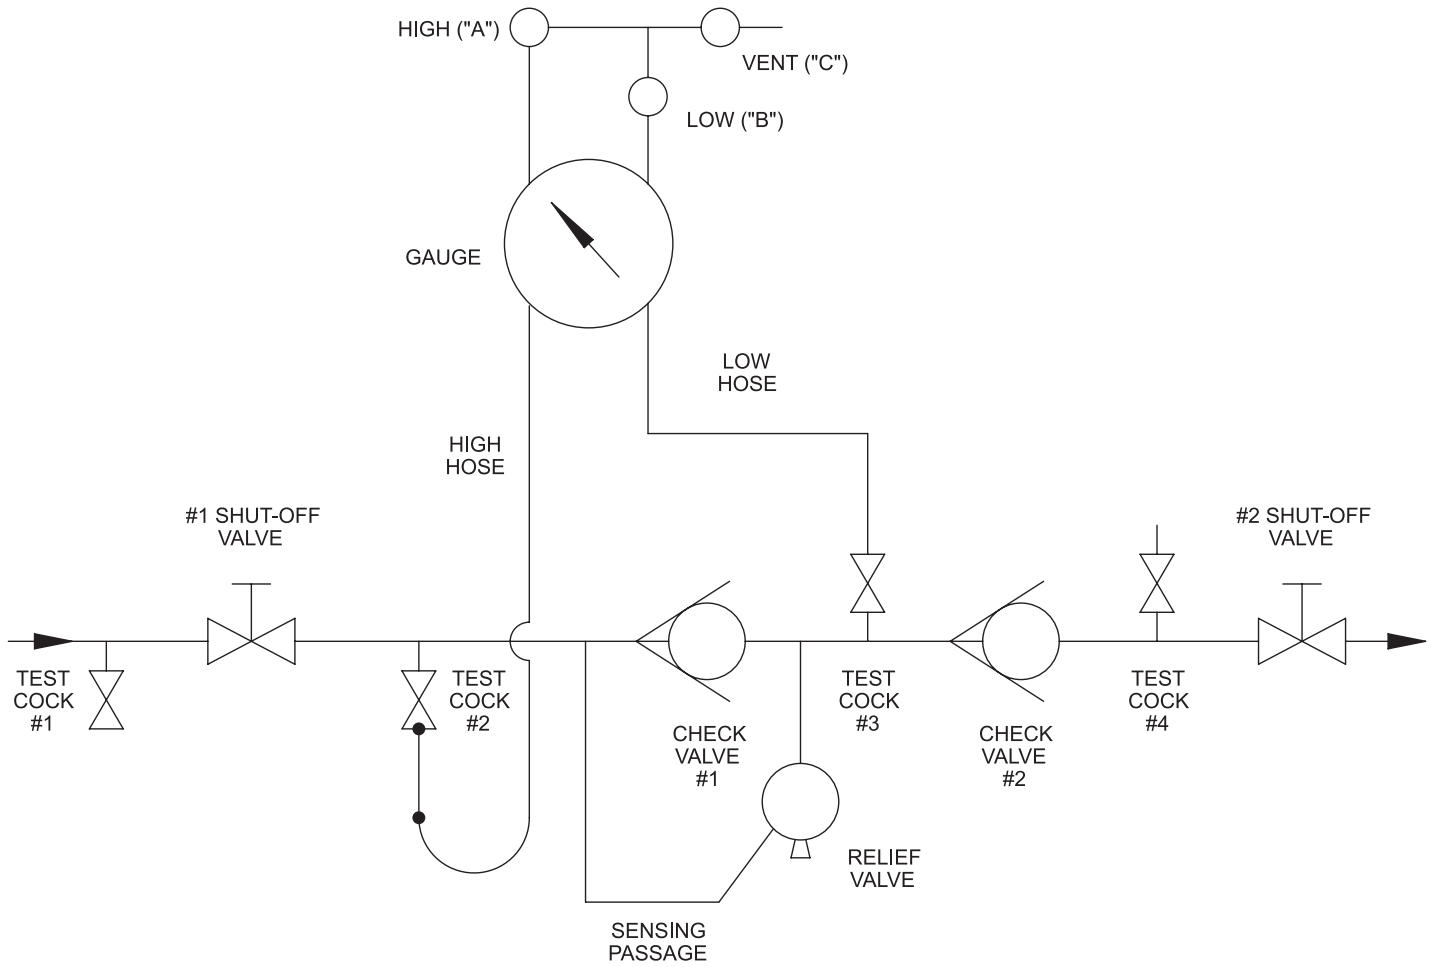 HIGH ("A")
VENT ("C")
LOW ("B")
GAUGE
LOW
HOSE
HIGH
HOSE
#1 SHUT-OFF
VALVE
#2 SHUT-OFF
VALVE
TEST
COCK
#1
TEST
COCK
#2
CHECK
VALVE
#1
TEST
COCK
#3
CHECK
VALVE
#2
TEST
COCK
#4
RELIEF
VALVE
SENSING
PASSAGE